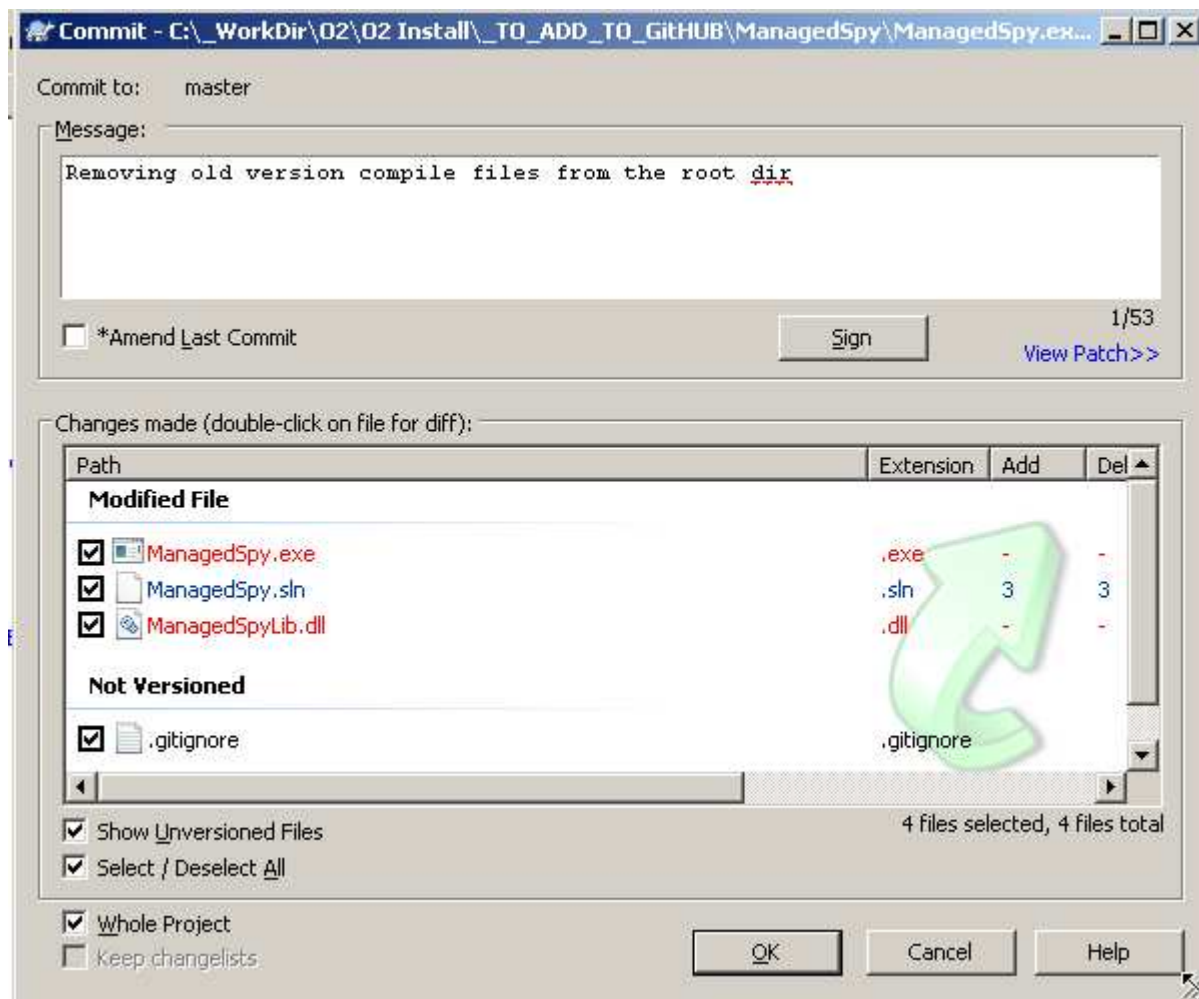 Commit - C:\_WorkDir\O2\O2 Install\_TO_ADD_TO_GitHUB\ManagedSpy\ManagedSpy.ex...
Commit to: master
Message:
Removing old version compile files from the root dir
1/53
*Amend Last Commit
Sign
View Patch>>
Changes made (double-click on file for diff):
Path Extension Add Del
Modified File
ManagedSpy.exe .exe - -
ManagedSpy.sln .sln 3 3
ManagedSpyLib.dll .dll - -
Not Versioned
.gitignore .gitignore
Show Unversioned Files
4 files selected, 4 files total
Select / Deselect All
Whole Project
Keep changelists
OK Cancel Help